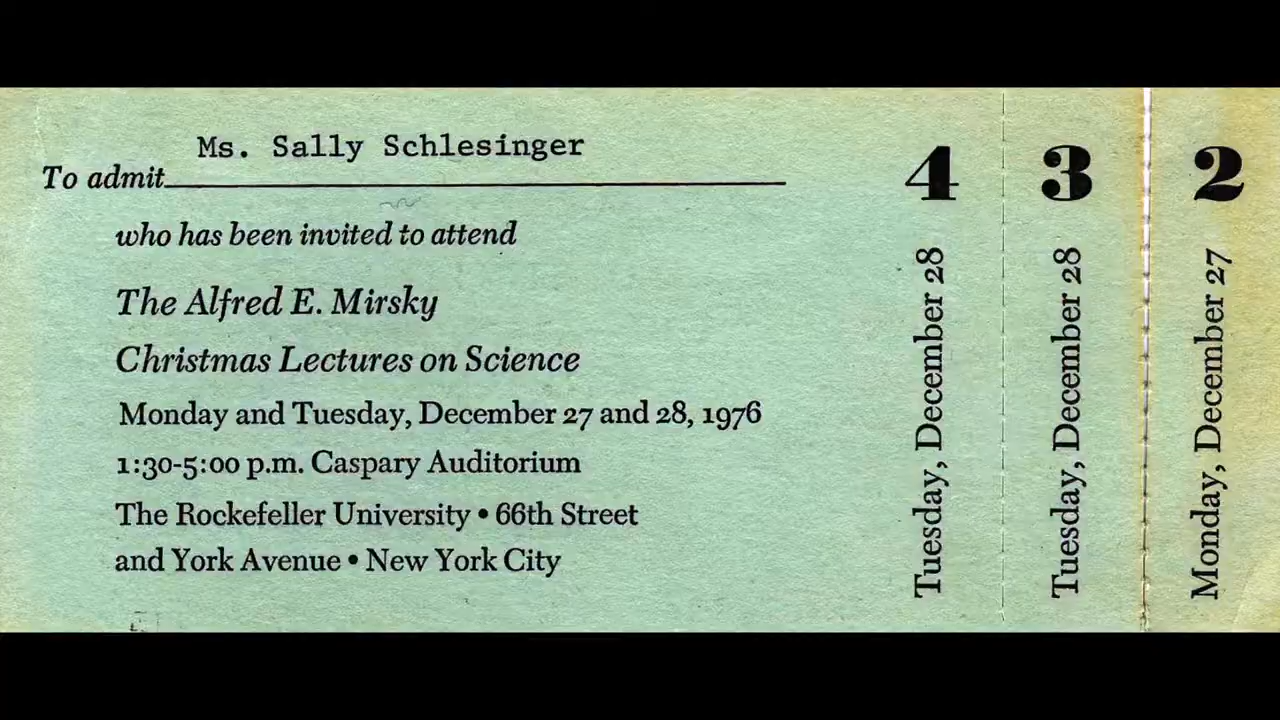 Ms. Sally Schlesinger
To admit
who has been invited to attend
The Alfred E. Mirsky
Christmas Lectures on Science
Monday and Tuesday, December 27 and 28, 1976
1:30-5:00 p.m. Caspary Auditorium
The Rockefeller University • 66th Street
and York Avenue • New York City
4
Tuesday, December 28
3
Tuesday, December 28
2
Monday, December 27